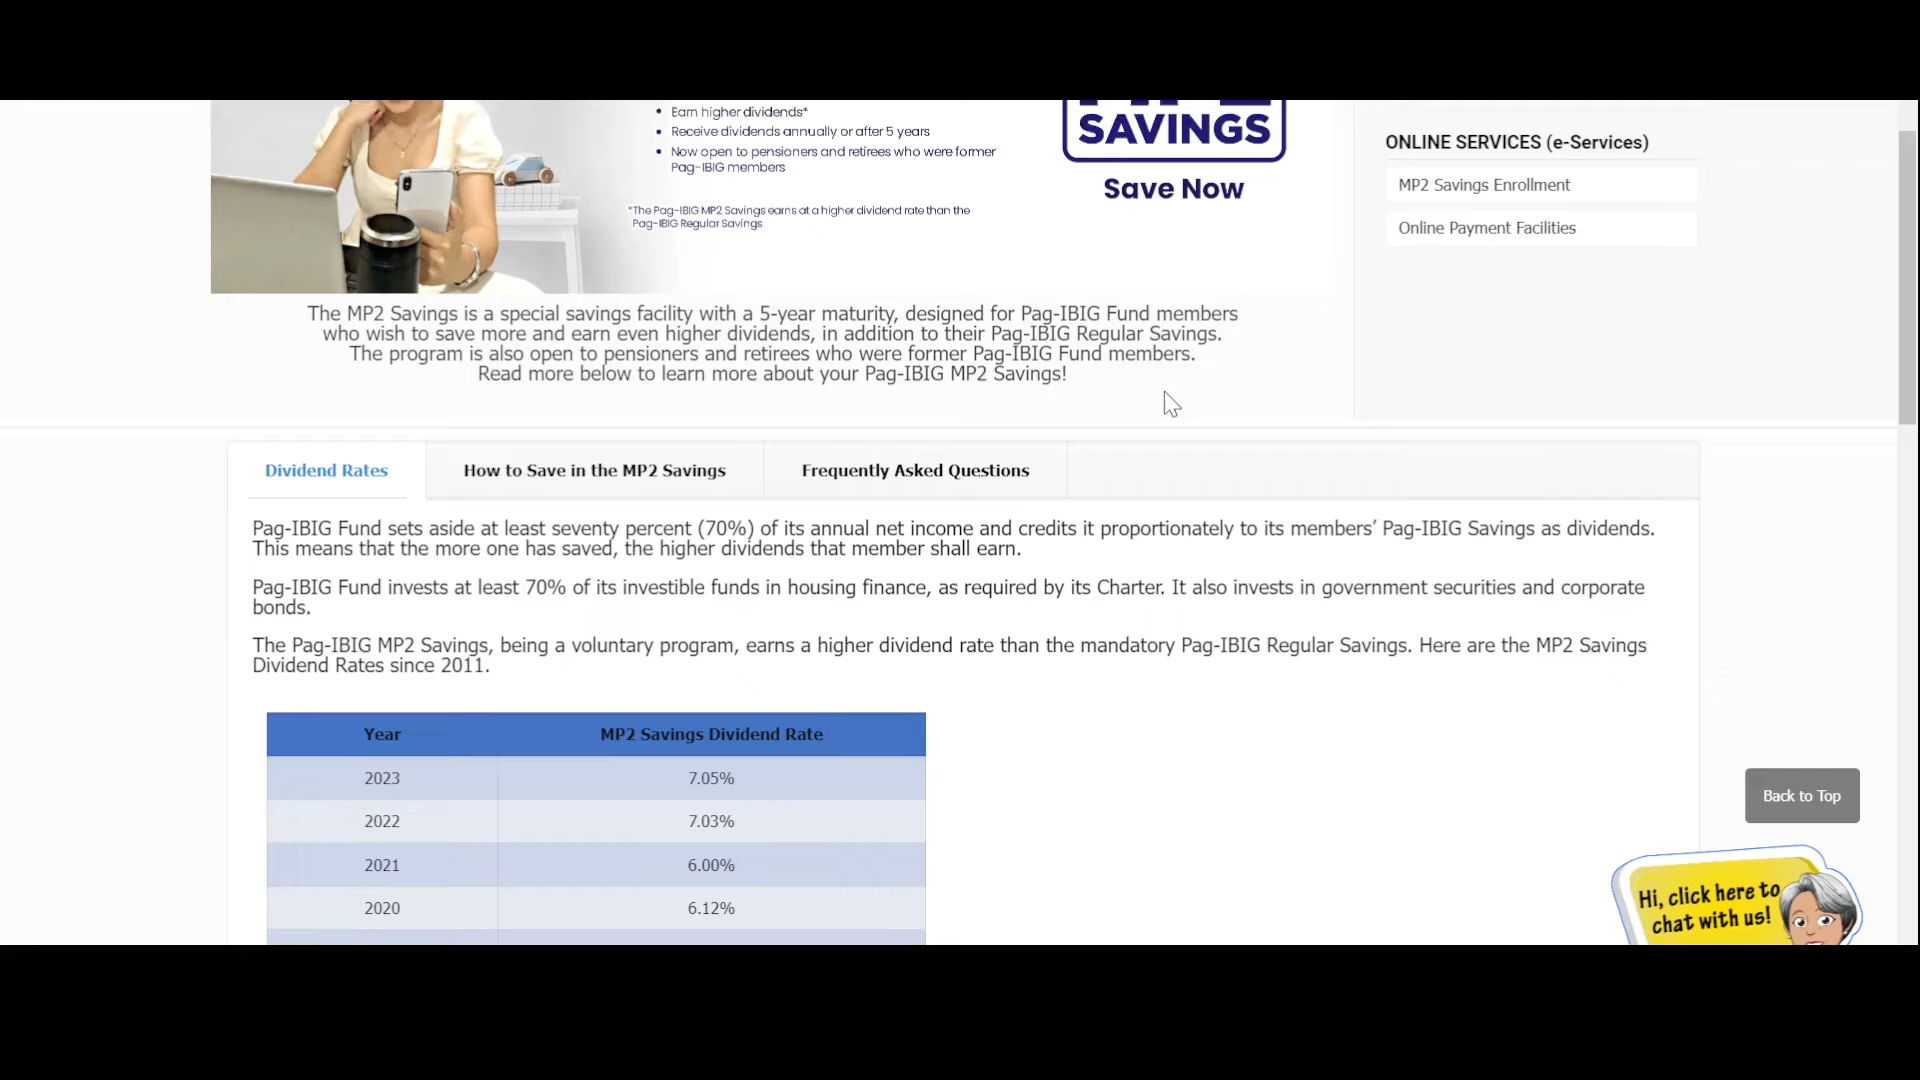 Earn higher dividends*
Receive dividends annually or after 5 years
Now open to pensioners and retirees who were former
Pag-IBIG members
*The Pag-IBIG MP2 Savings earns at a higher dividend rate than the
Pag-IBIG Regular Savings
SAVINGS
Save Now
ONLINE SERVICES (e-Services)
MP2 Savings Enrollment
Online Payment Facilities
The MP2 Savings is a special savings facility with a 5-year maturity, designed for Pag-IBIG Fund members
who wish to save more and earn even higher dividends, in addition to their Pag-IBIG Regular Savings.
The program is also open to pensioners and retirees who were former Pag-IBIG Fund members.
Read more below to learn more about your Pag-IBIG MP2 Savings!
Dividend Rates
How to Save in the MP2 Savings
Frequently Asked Questions
Pag-IBIG Fund sets aside at least seventy percent (70%) of its annual net income and credits it proportionately to its members’ Pag-IBIG Savings as dividends.
This means that the more one has saved, the higher dividends that member shall earn.
Pag-IBIG Fund invests at least 70% of its investible funds in housing finance, as required by its Charter. It also invests in government securities and corporate
bonds.
The Pag-IBIG MP2 Savings, being a voluntary program, earns a higher dividend rate than the mandatory Pag-IBIG Regular Savings. Here are the MP2 Savings
Dividend Rates since 2011.
Year MP2 Savings Dividend Rate
2023 7.05%
2022 7.03%
2021 6.00%
2020 6.12%
Back to Top
Hi, click here to
chat with us!